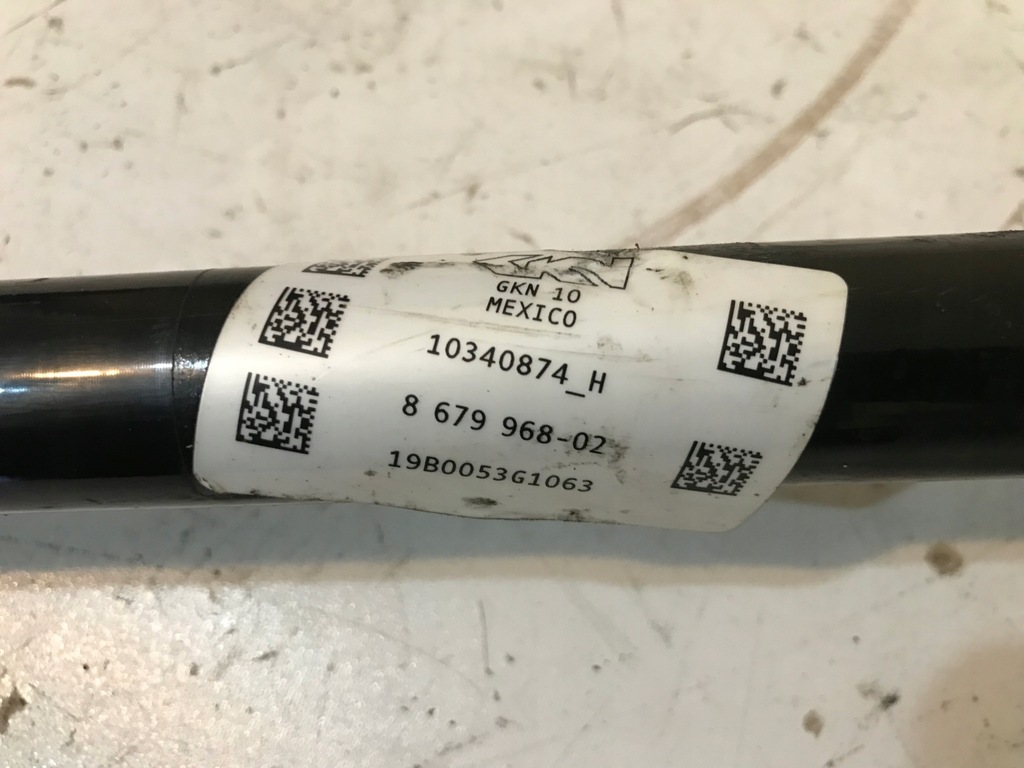 GKN 10
MEXICO
10340874_H
8 679 968-02
19B0053G1063